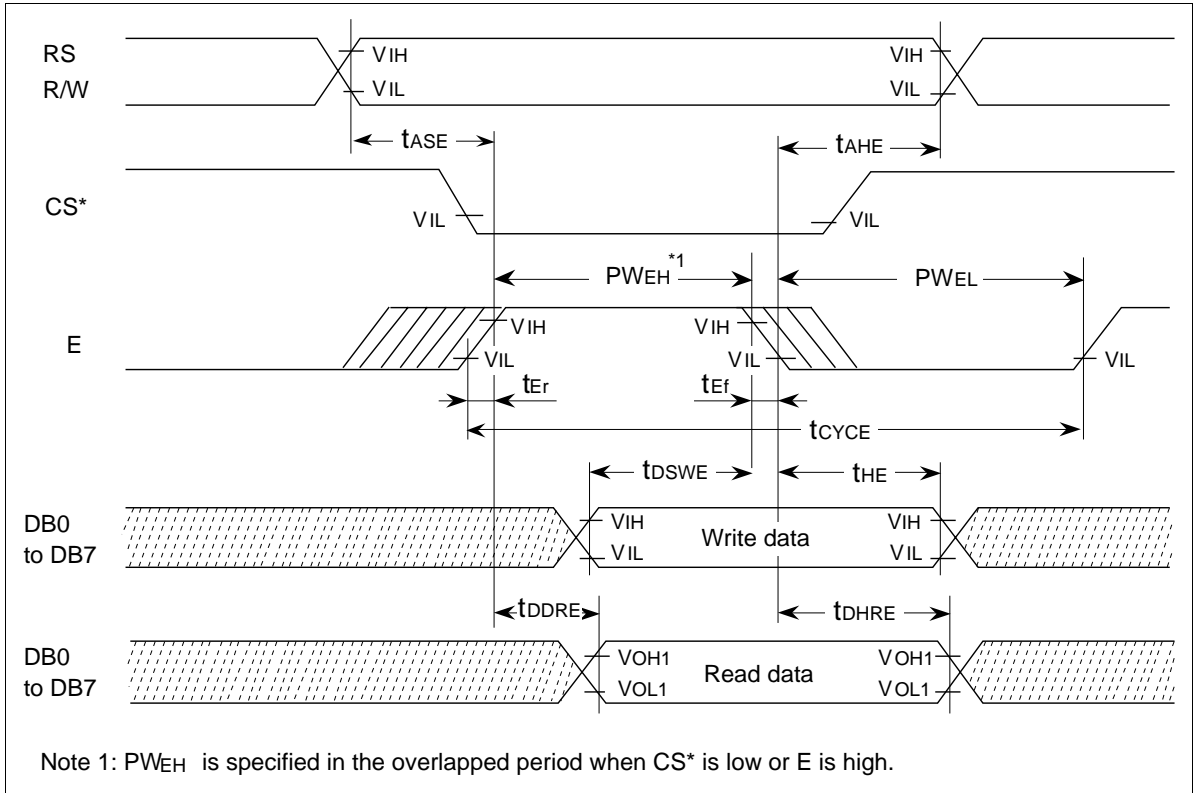 RS
R/W
VIH
VIL
VIH
VIL
tASE
tAHE
CS*
VIL
VIL
PWEH*1
PWEL
E
VIH
VIL
VIH
VIL
VIL
tEr
tEf
tCYCE
tDSWE
tHE
DB0
to DB7
VIH
VIL
Write data
VIH
VIL
tDDRE
tDHRE
DB0
to DB7
VOH1
VOL1
Read data
VOH1
VOL1
Note 1: PWEH is specified in the overlapped period when CS* is low or E is high.